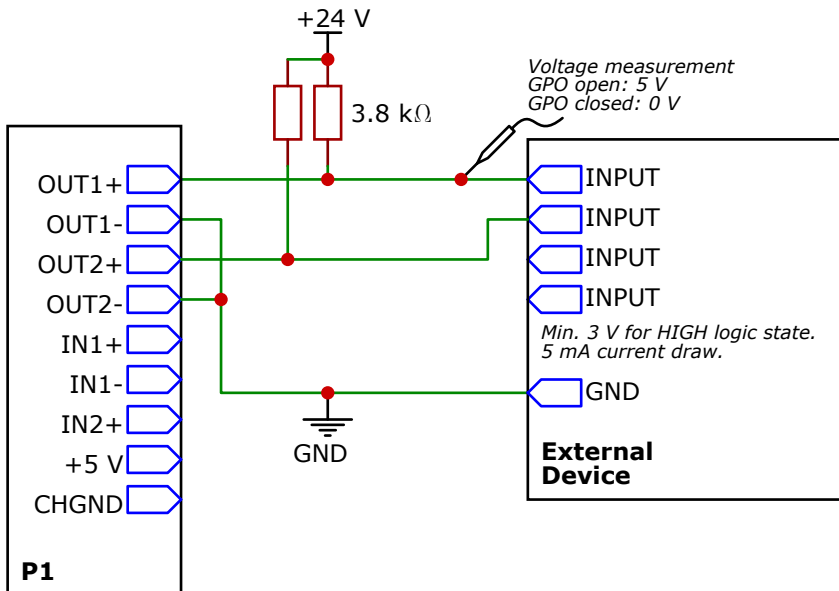 +24 V
3.8 kΩ
Voltage measurement
GPO open: 5 V
GPO closed: 0 V
OUT1+
OUT1-
OUT2+
OUT2-
IN1+
IN1-
IN2+
+5 V
CHGND
P1
GND
INPUT
INPUT
INPUT
INPUT
Min. 3 V for HIGH logic state.
5 mA current draw.
GND
External
Device